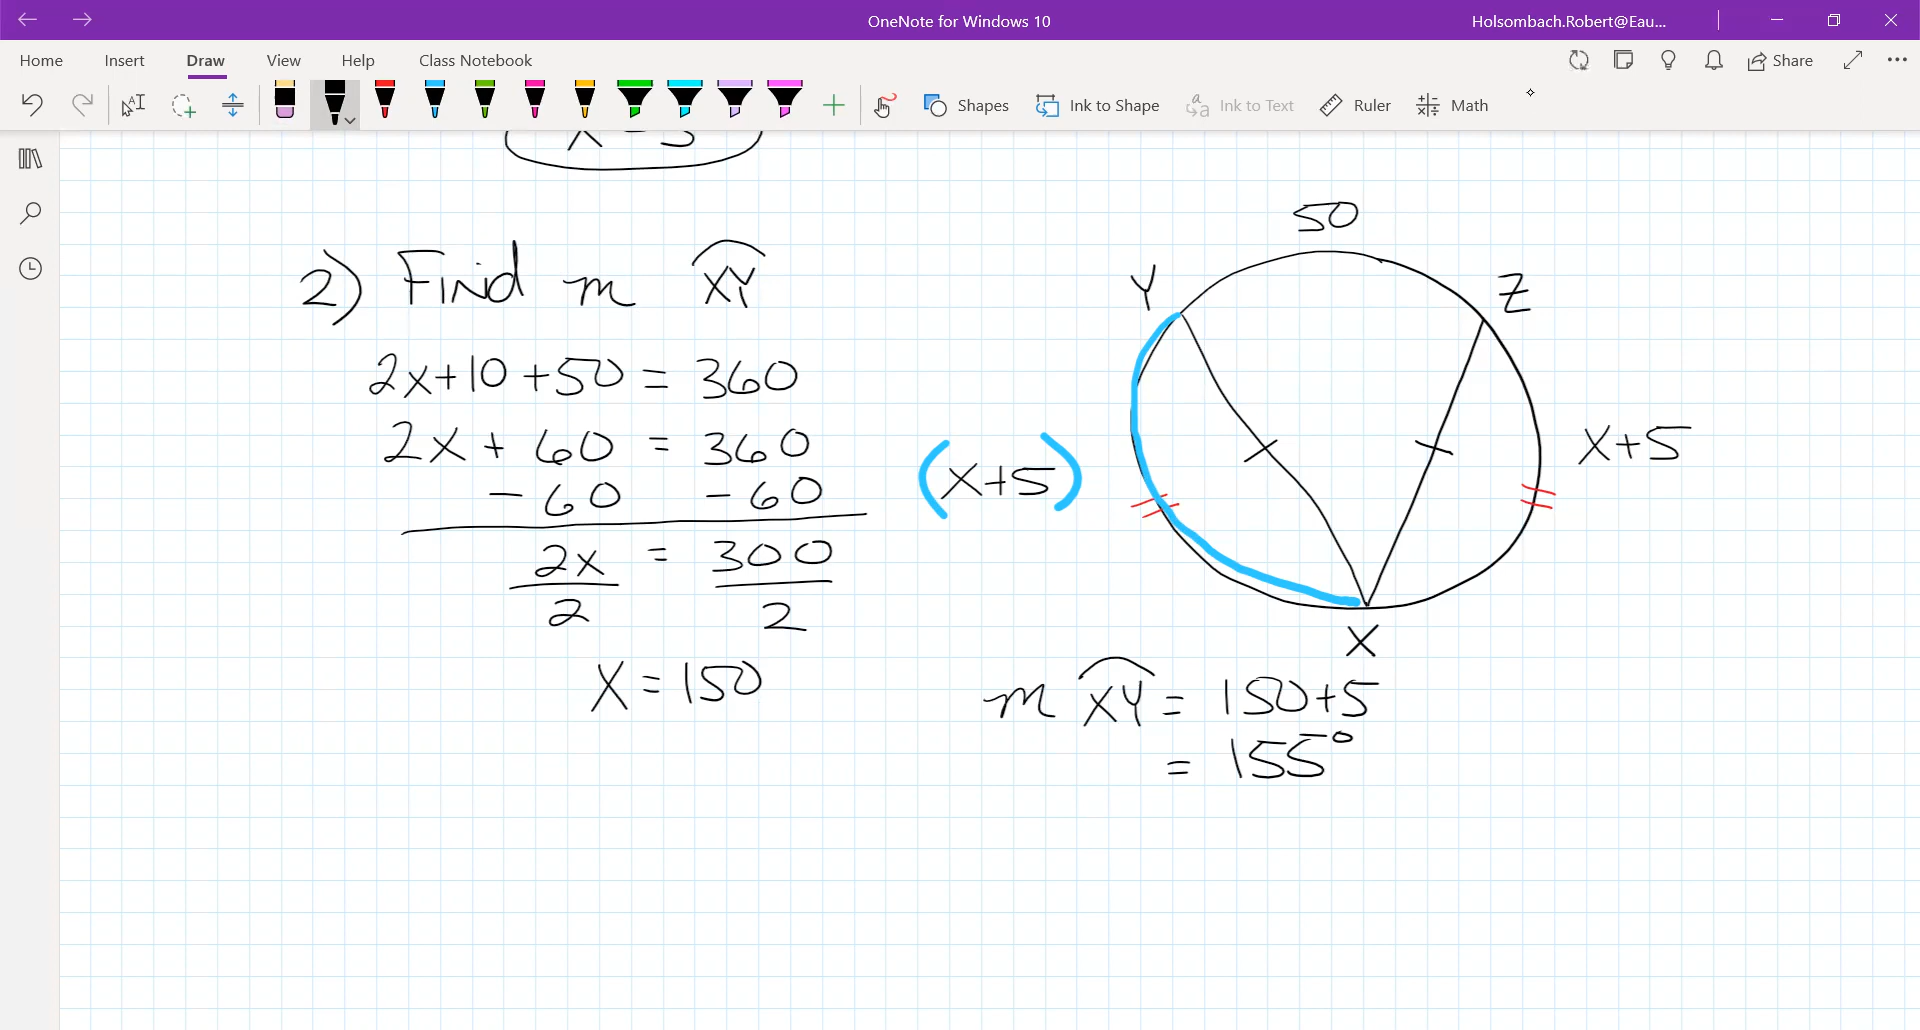 OneNote for Windows 10
Holsombach.Robert@Eau...
Home Insert Draw View Help Class Notebook
Share
Shapes Ink to Shape Ink to Text Ruler Math
2) Find m XY
2x+10+50 = 360
2x + 60 = 360
-60 -60
2x = 300
2 2
X = 150
50
Y
Z
(x+5)
x+5
X
m XY = 150+5
= 155°